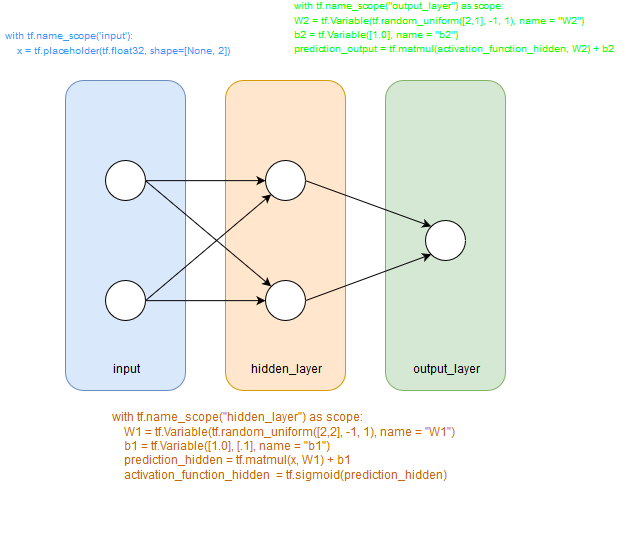 with tf.name_scope('input'):
x = tf.placeholder(tf.float32, shape=[None, 2])
with tf.name_scope("output_layer") as scope:
W2 = tf.Variable(tf.random_uniform([2,1], -1, 1), name = "W2")
b2 = tf.Variable([1.0], name = "b2")
prediction_output = tf.matmul(activation_function_hidden, W2) + b2
input
hidden_layer
output_layer
with tf.name_scope("hidden_layer") as scope:
W1 = tf.Variable(tf.random_uniform([2,2], -1, 1), name = "W1")
b1 = tf.Variable([1.0], [.1], name = "b1")
prediction_hidden = tf.matmul(x, W1) + b1
activation_function_hidden  = tf.sigmoid(prediction_hidden)